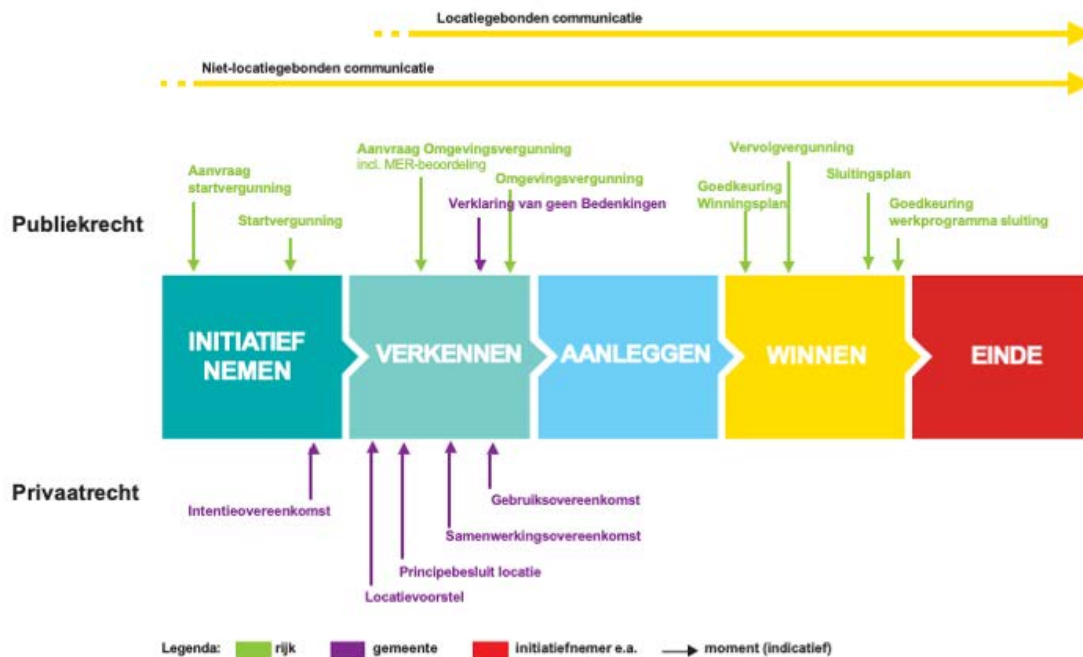 Locatiegebonden communicatie
Niet-locatiegebonden communicatie
Aanvraag
startvergunning
Startvergunning
Aanvraag Omgevingsvergunning
incl. MER-beoordeling
Omgevingsvergunning
Verklaring van geen Bedenkingen
Vervolgvergunning
Goedkeuring
Winningsplan
Sluitingsplan
Goedkeuring
werkprogramma sluiting
Publiekrecht
INITIATIEF
NEMEN
VERKENNEN
AANLEGGEN
WINNEN
EINDE
Privaatrecht
Intentieovereenkomst
Gebruiksovereenkomst
Samenwerkingsovereenkomst
Principebesluit locatie
Locatievoorstel
Legenda: rijk gemeente initiatiefnemer e.a. moment (indicatief)